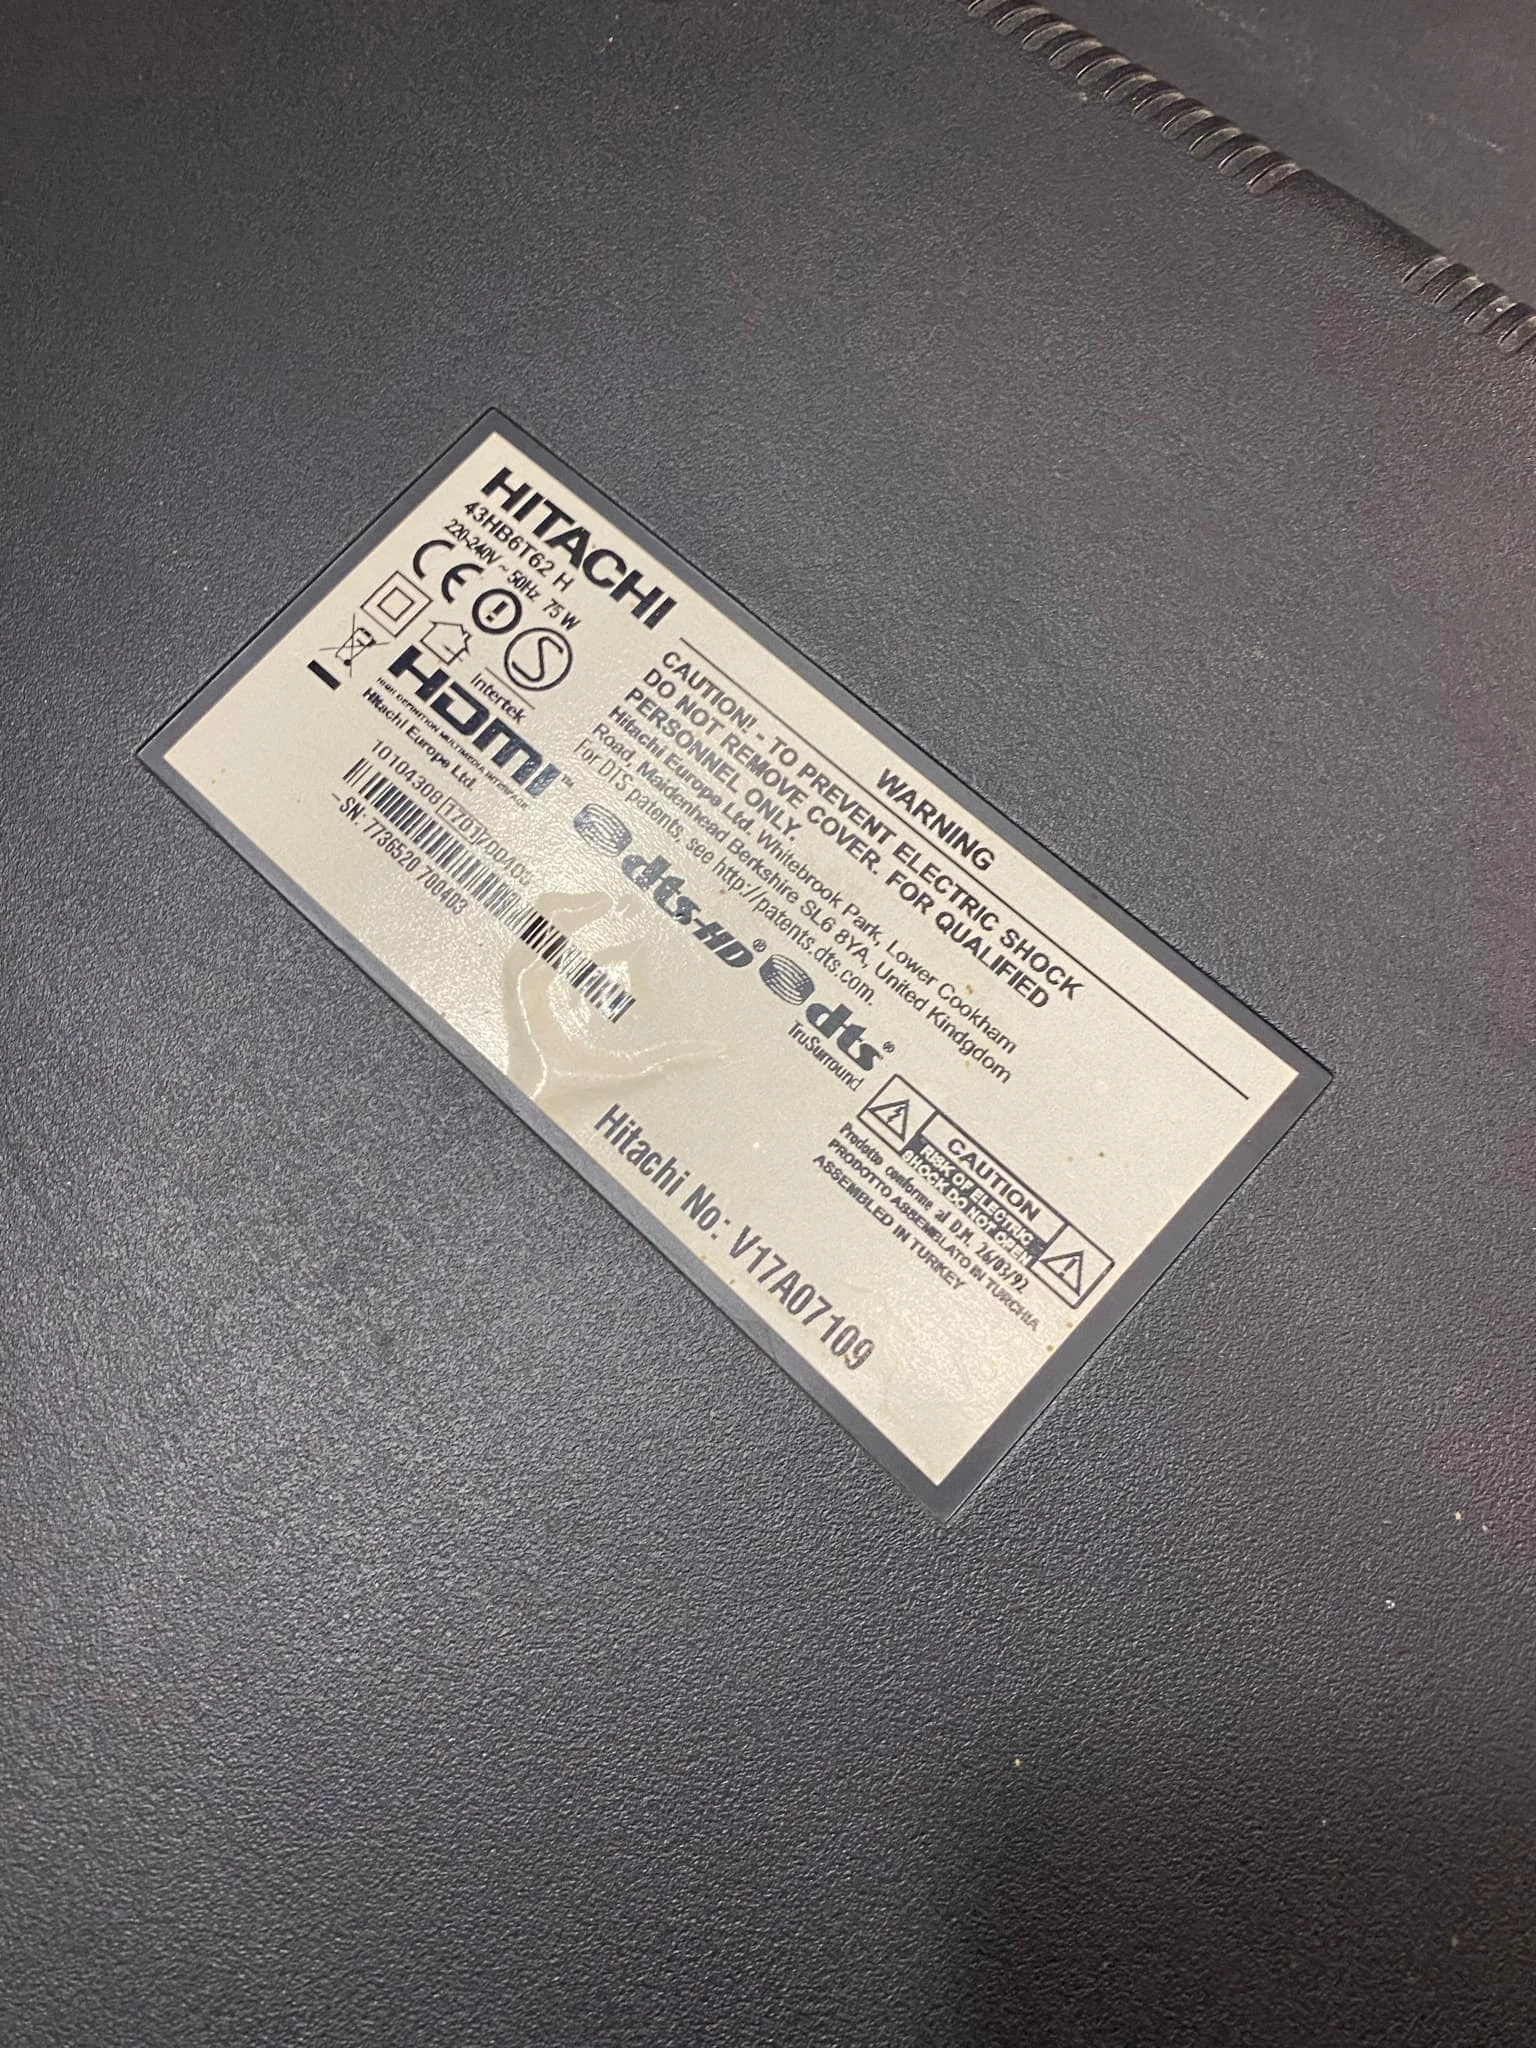 HITACHI
43HB6T62 H
220-240V ~ 50Hz 75W
CE
S
Intertek
HDMI™
HIGH-DEFINITION MULTIMEDIA INTERFACE
Hitachi Europe Ltd.
10104308 1701
-SN: 7736520 700403
WARNING
CAUTION! - TO PREVENT ELECTRIC SHOCK
DO NOT REMOVE COVER. FOR QUALIFIED
PERSONNEL ONLY.
Hitachi Europe Ltd. Whitebrook Park, Lower Cookham
Road, Maidenhead Berkshire SL6 8YA, United Kindgdom
For DTS patents, see http://patents.dts.com.
dts-HD®
dts®
TruSurround
CAUTION
RISK OF ELECTRIC
SHOCK DO NOT OPEN
Prodotto conforme al D.M. 26/03/92
PRODOTTO ASSEMBLATO IN TURCHIA
ASSEMBLED IN TURKEY
Hitachi No: V17A07109